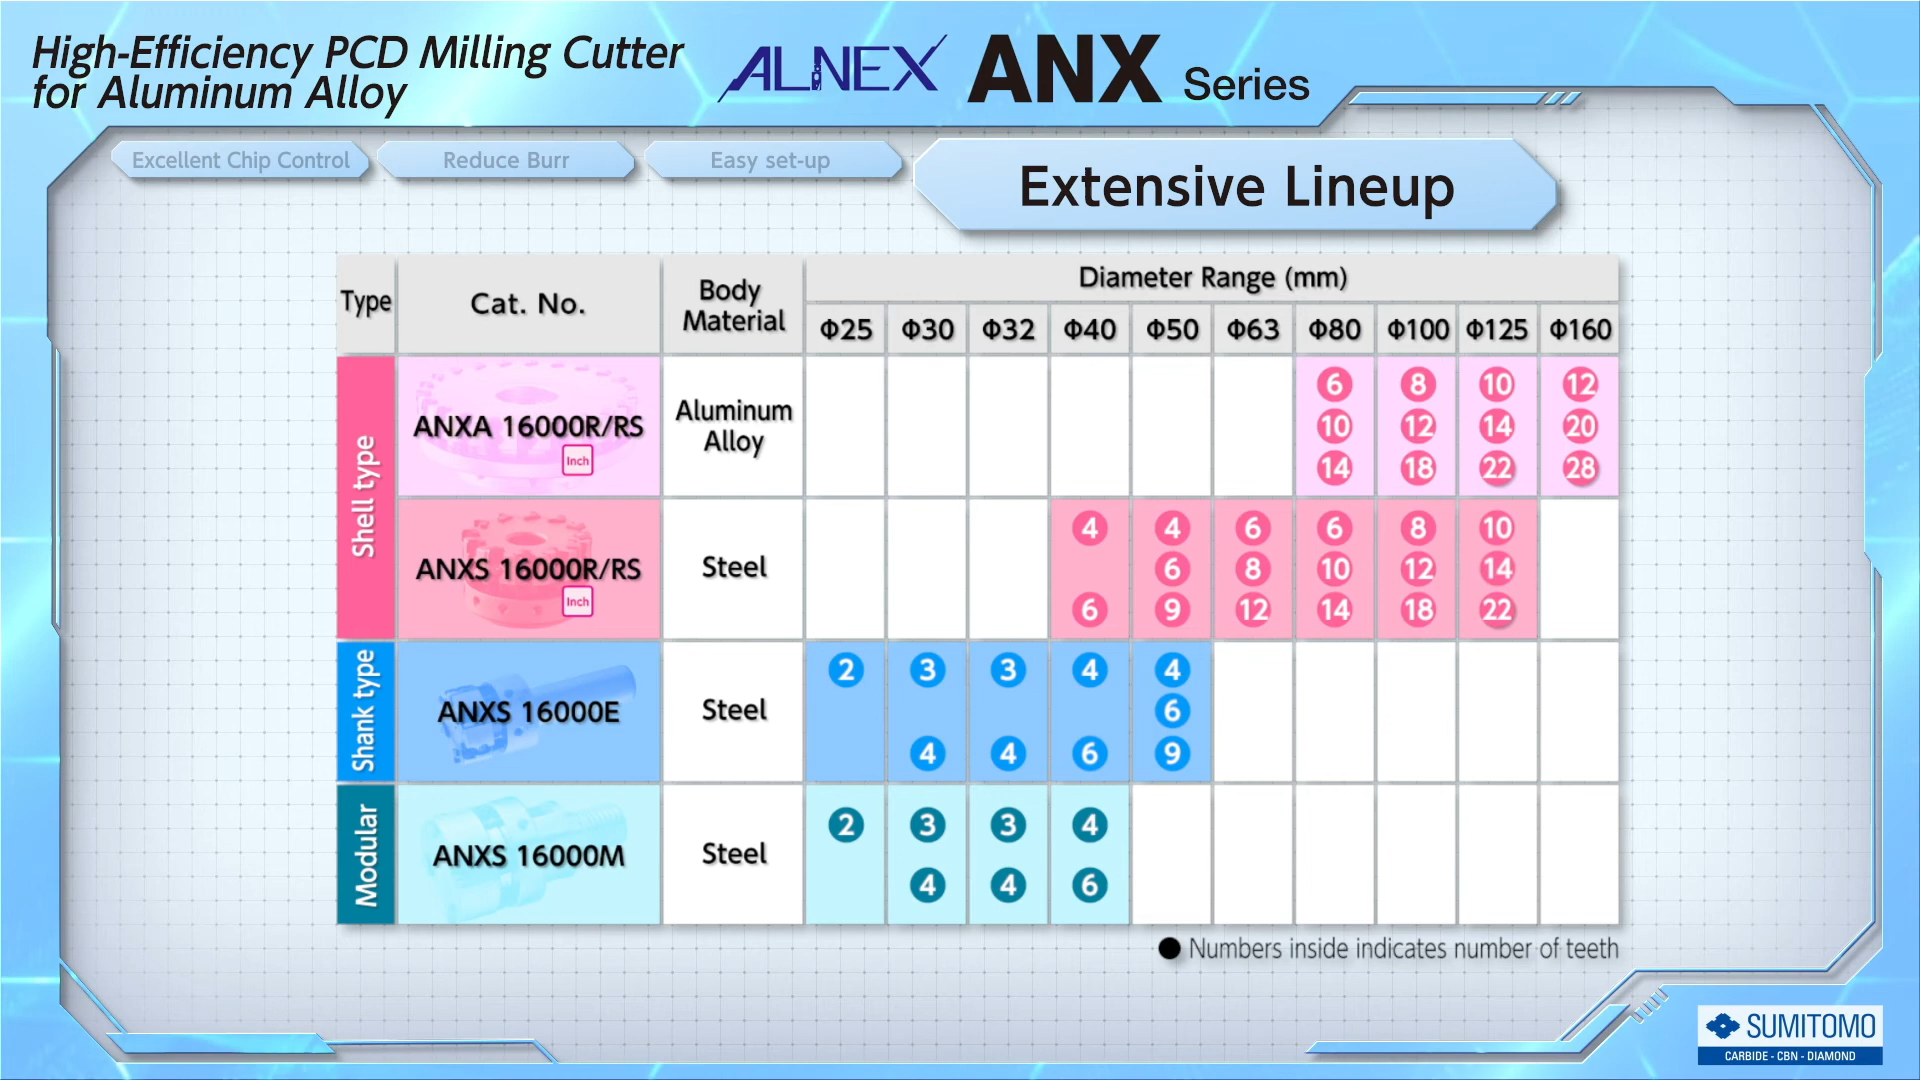 High-Efficiency PCD Milling Cutter
for Aluminum Alloy
ALNEX ANX Series
Excellent Chip Control
Reduce Burr
Easy set-up
Extensive Lineup
Type
Cat. No.
Body
Material
Diameter Range (mm)
Φ25 Φ30 Φ32 Φ40 Φ50 Φ63 Φ80 Φ100 Φ125 Φ160
Shell type
ANXA 16000R/RS
Inch
Aluminum
Alloy
6 8 10 12
10 12 14 20
14 18 22 28
ANXS 16000R/RS
Inch
Steel
4 4 6 6 8 10
6 8 10 12 14
6 9 12 14 18 22
Shank type
ANXS 16000E
Steel
2 3 3 4 4
6
4 4 6 9
Modular
ANXS 16000M
Steel
2 3 3 4
4 4 6
● Numbers inside indicates number of teeth
SUMITOMO
CARBIDE - CBN - DIAMOND